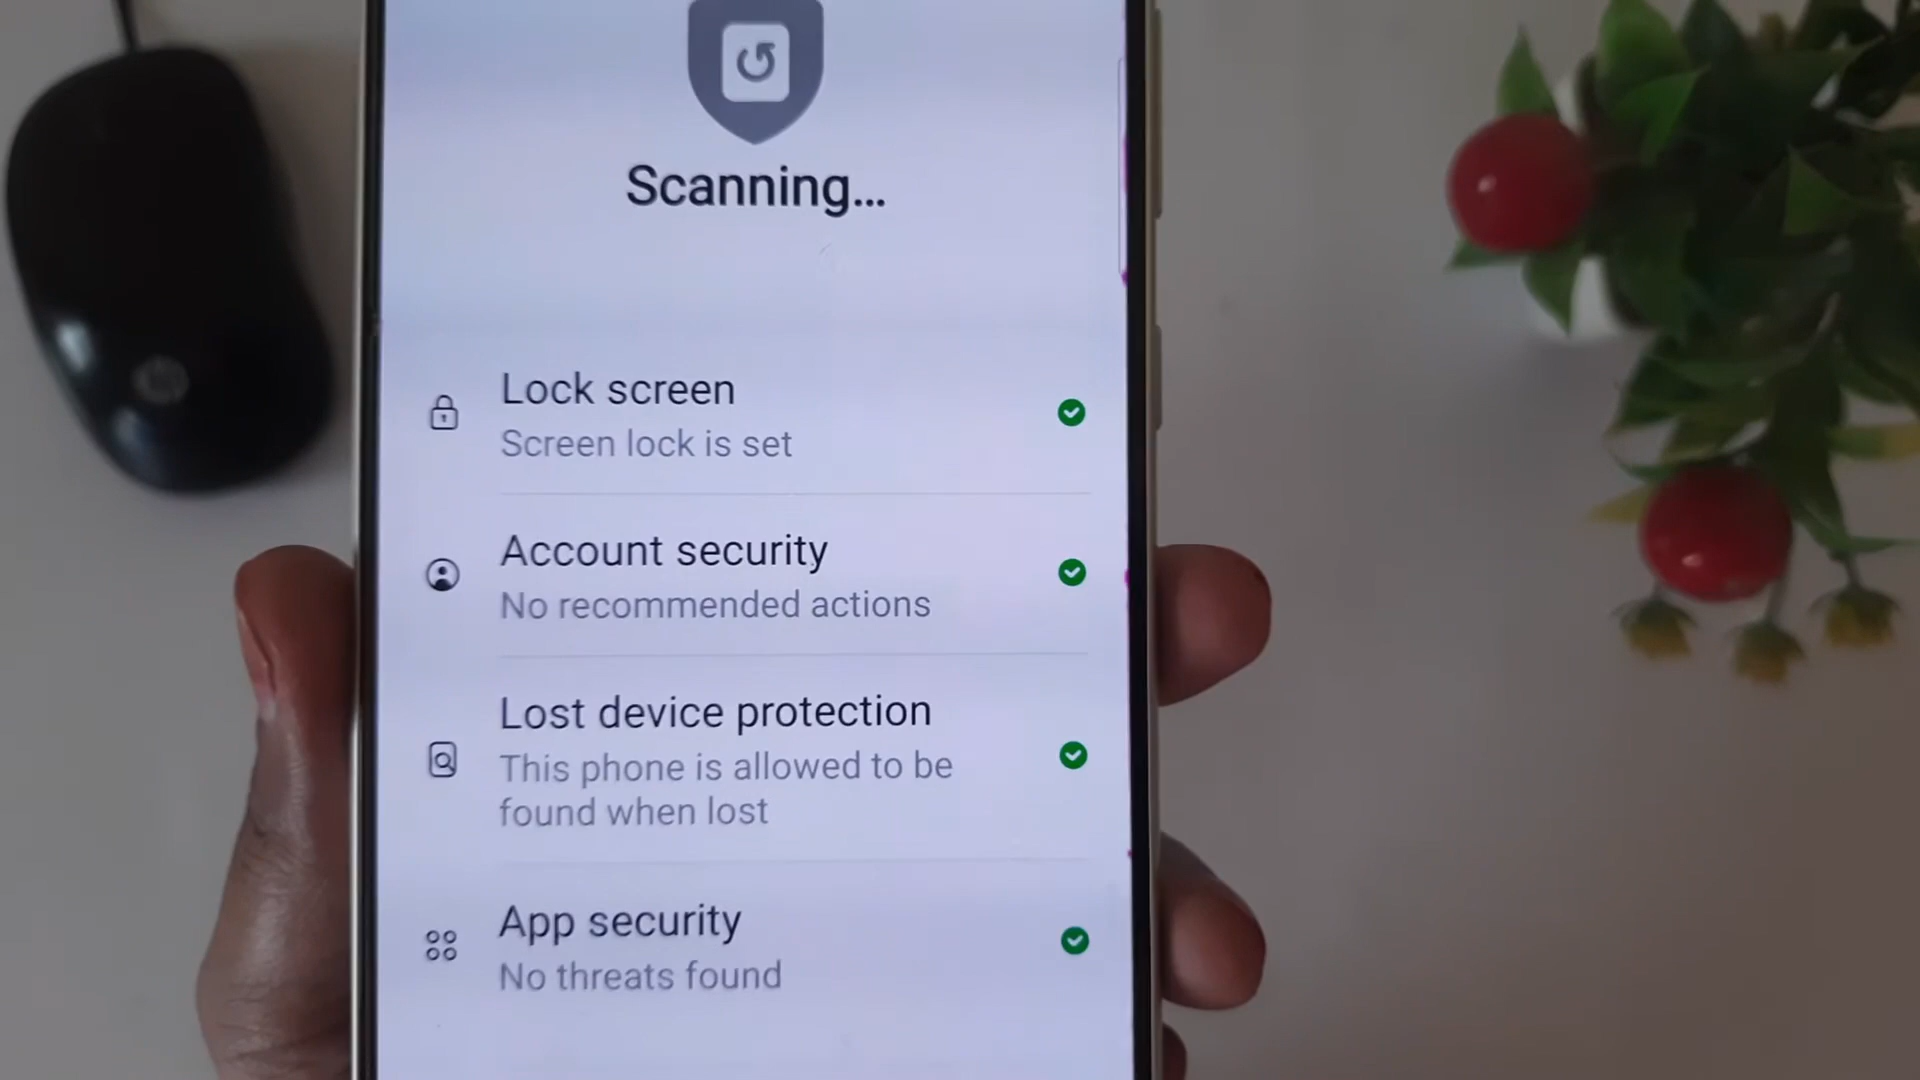 Scanning...
Lock screen
Screen lock is set
Account security
No recommended actions
Lost device protection
This phone is allowed to be
found when lost
App security
No threats found